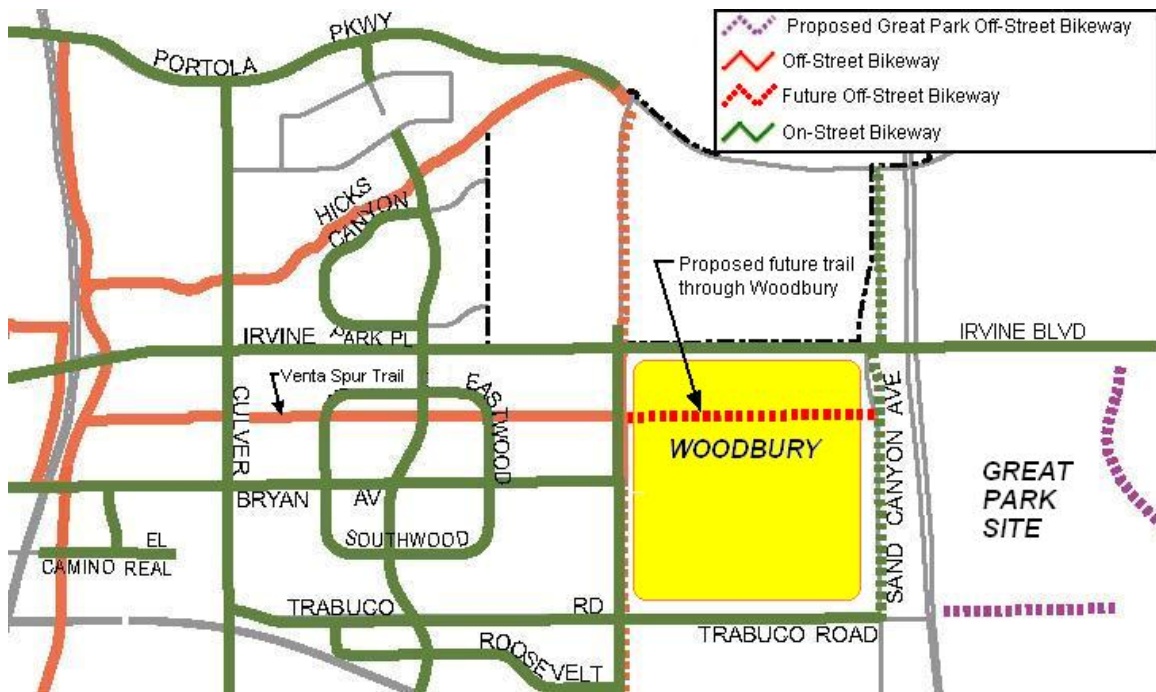 Proposed Great Park Off-Street Bikeway
Off-Street Bikeway
Future Off-Street Bikeway
On-Street Bikeway
PORTOLA
PKWY
HICKS
CANYON
PARK PL
Proposed future trail
through Woodbury
IRVINE
IRVINE BLVD
Venta Spur Trail
EASTWOOD
CULVER
WOODBURY
SAND CANYON AVE
GREAT
PARK
SITE
BRYAN AV
SOUTHWOOD
EL
CAMINO REAL
TRABUCO RD
TRABUCO ROAD
ROOSEVELT